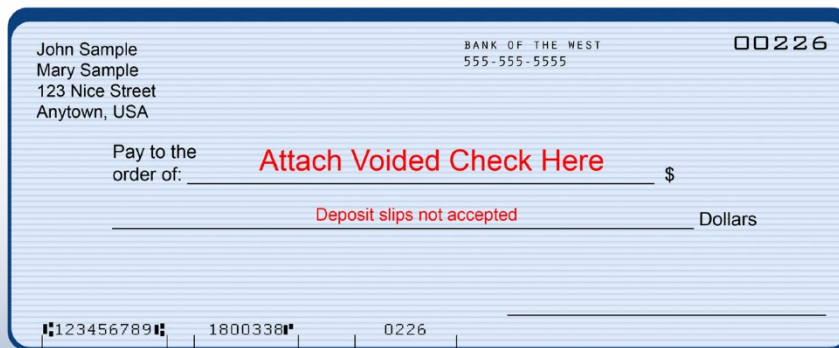 John Sample
Mary Sample
123 Nice Street
Anytown, USA
BANK OF THE WEST
555-555-5555
00226
Pay to the
order of: Attach Voided Check Here $
Deposit slips not accepted Dollars
⑆123456789⑆ 1800338⑈ 0226